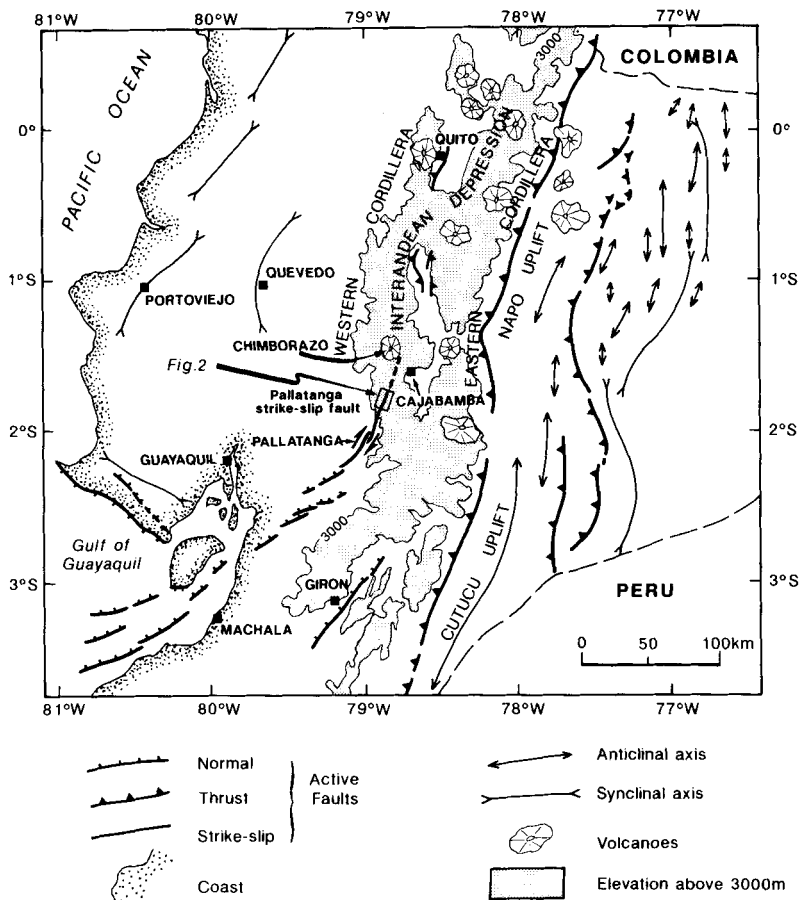 81°W 80°W 79°W 78°W 77°W
COLOMBIA
PERU
PACIFIC OCEAN
0°
1°S
2°S
3°S
0°
1°S
2°S
3°S
3000
QUITO
WESTERN CORDILLERA
INTERANDEAN DEPRESSION
EASTERN CORDILLERA
NAPO UPLIFT
QUEVEDO
PORTOVIEJO
CHIMBORAZO
Fig.2
Pallatanga
strike-slip fault
CAJABAMBA
PALLATANGA
GUAYAQUIL
Gulf of
Guayaquil
3000
GIRON
MACHALA
CUTUCU UPLIFT
0 50 100km
81°W 80°W 79°W 78°W 77°W
Normal
Thrust
Strike-slip
Active
Faults
Coast
Anticlinal axis
Synclinal axis
Volcanoes
Elevation above 3000m